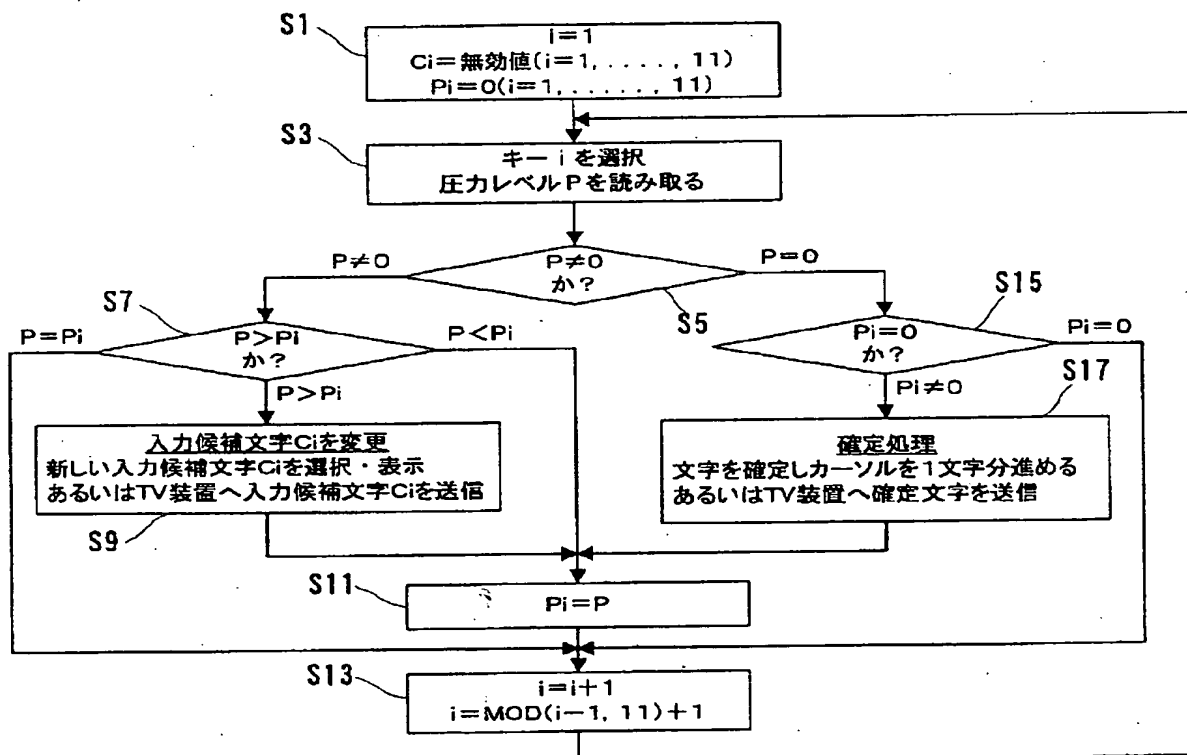 S1
i=1
Ci=無効値(i=1, . . . . . , 11)
Pi=0(i=1, . . . . . . , 11)
S3
キー i を選択
圧力レベルPを読み取る
P≠0
P≠0
か?
P=0
S5
S7
P=Pi
P>Pi
か?
P<Pi
P>Pi
S15
Pi=0
か?
Pi=0
Pi≠0
S17
入力候補文字Ciを変更
新しい入力候補文字Ciを選択・表示
あるいはTV装置へ入力候補文字Ciを送信
S9
確定処理
文字を確定しカーソルを1文字分進める
あるいはTV装置へ確定文字を送信
S11
Pi=P
S13
i=i+1
i=MOD(i-1, 11)+1